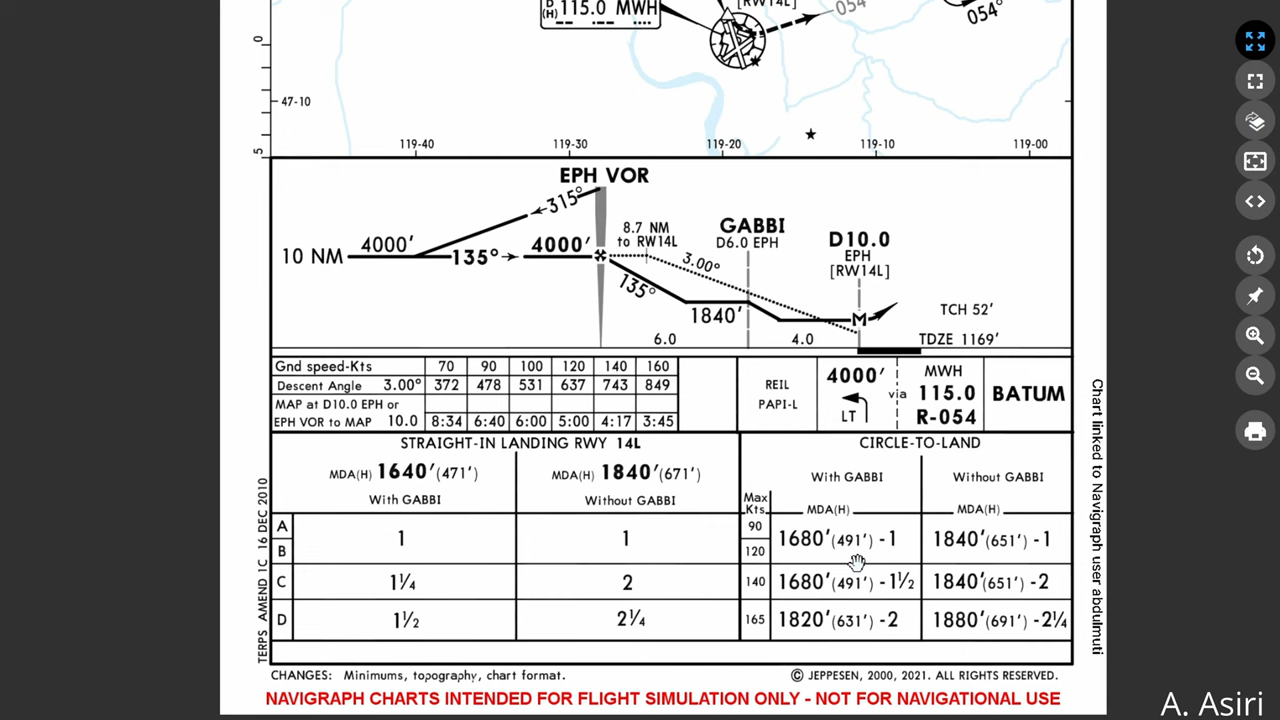 D
(H) 115.0 MWH
[RW14L]
054
054°
0
47-10
5
119-40 119-30 119-20 119-10 119-00
EPH VOR
←315°
8.7 NM
to RW14L
GABBI
D6.0 EPH
D10.0
EPH
[RW14L]
10 NM 4000' 135°→ 4000'
3.00°
135°
1840'
M
TCH 52'
6.0 4.0 TDZE 1169'
Gnd speed-Kts 70 90 100 120 140 160
Descent Angle 3.00° 372 478 531 637 743 849
MAP at D10.0 EPH or
EPH VOR to MAP 10.0 8:34 6:40 6:00 5:00 4:17 3:45
REIL
PAPI-L
4000'
LT
via
MWH
115.0
R-054
BATUM
STRAIGHT-IN LANDING RWY 14L CIRCLE-TO-LAND
MDA(H) 1640'(471') MDA(H) 1840'(671') With GABBI Without GABBI
With GABBI Without GABBI Max
Kts. MDA(H) MDA(H)
A 1 1 90 1680'(491') -1 1840'(651') -1
B 120
C 1¼ 2 140 1680'(491') -1½ 1840'(651') -2
D 1½ 2¼ 165 1820'(631') -2 1880'(691') -2¼
TERPS AMEND 1C 16 DEC 2010
CHANGES: Minimums, topography, chart format. © JEPPESEN, 2000, 2021. ALL RIGHTS RESERVED.
NAVIGRAPH CHARTS INTENDED FOR FLIGHT SIMULATION ONLY - NOT FOR NAVIGATIONAL USE
Chart linked to Navigraph user abdulmuti
A. Asiri